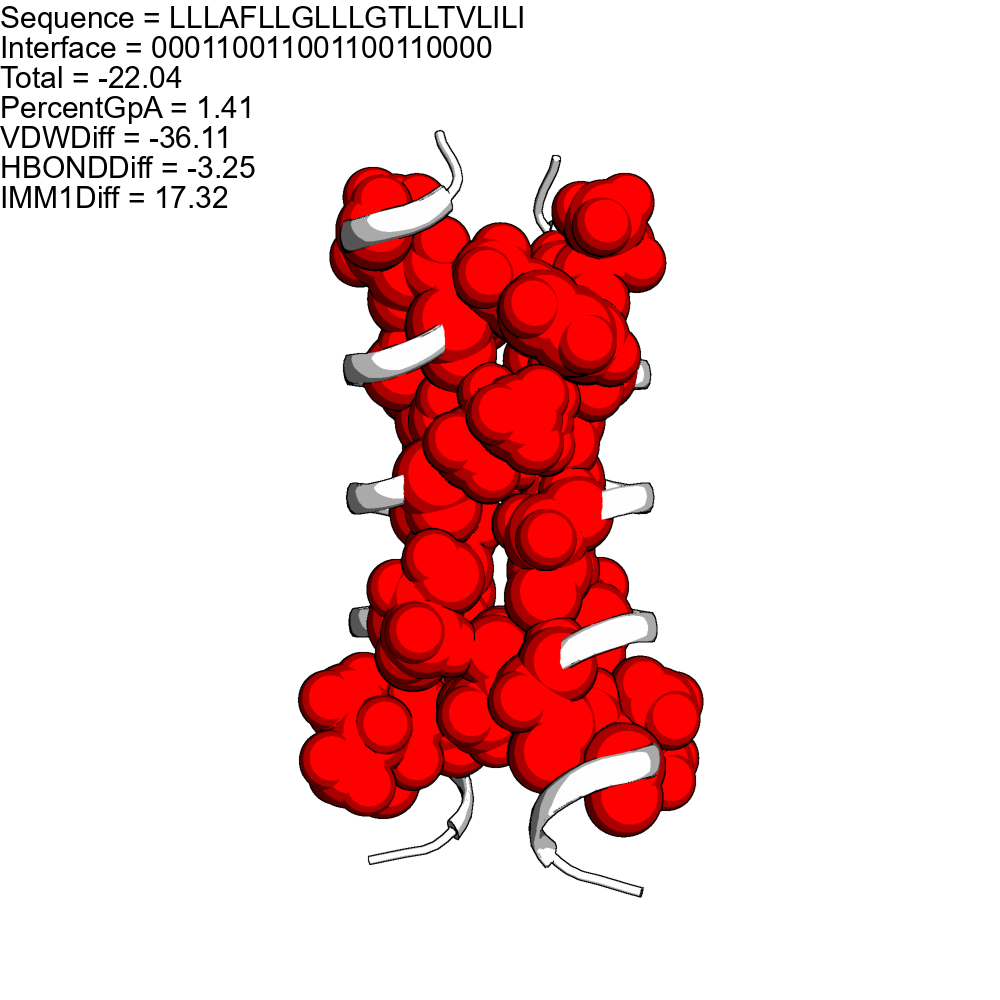 Sequence = LLLAFLLGLLLGTLLTVLILI
Interface = 000110011001100110000
Total = -22.04
PercentGpA = 1.41
VDWDiff = -36.11
HBONDDiff = -3.25
IMM1Diff = 17.32